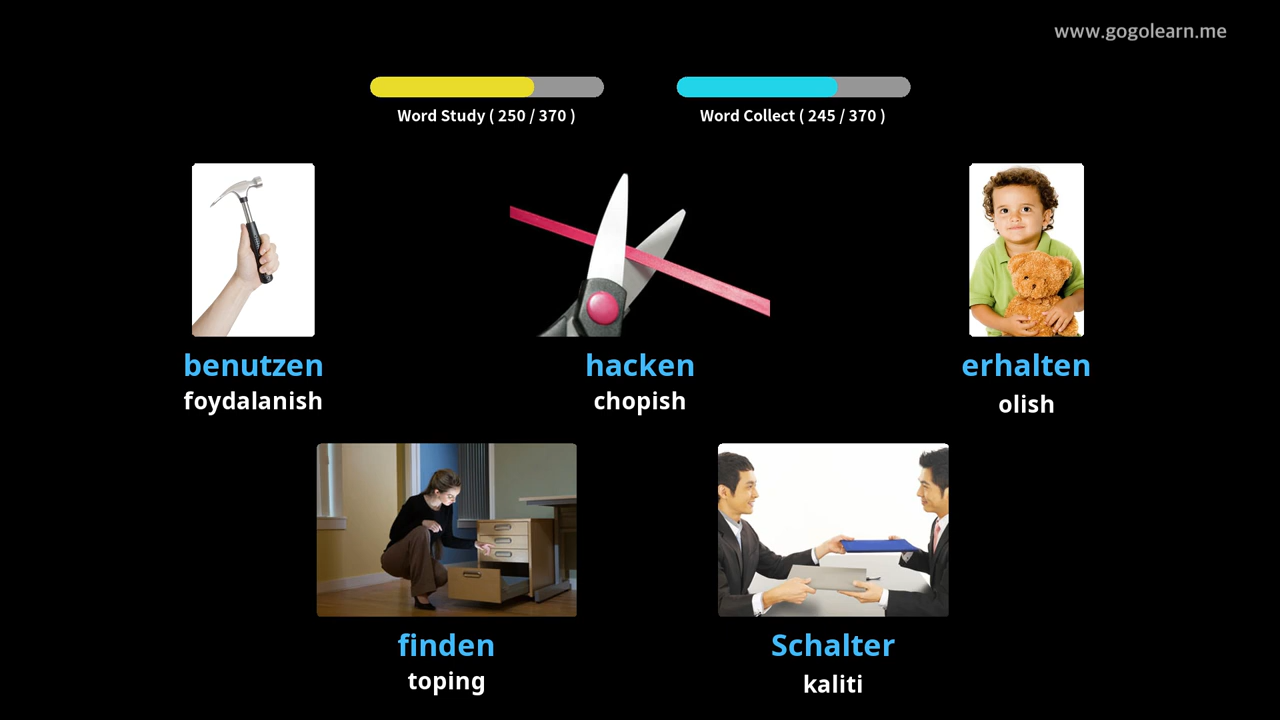 www.gogolearn.me
Word Study ( 250 / 370 )
Word Collect ( 245 / 370 )
benutzen
foydalanish
hacken
chopish
erhalten
olish
finden
toping
Schalter
kaliti